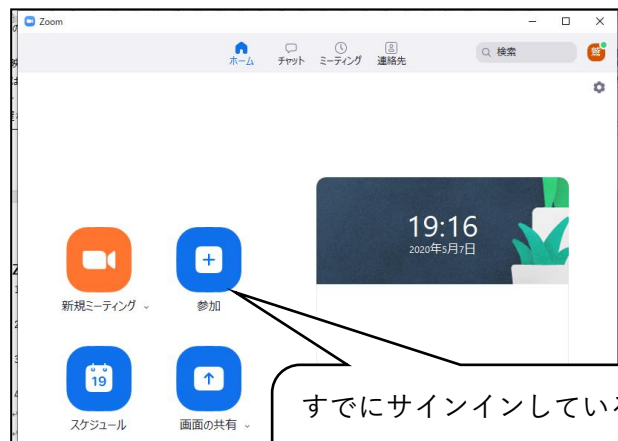 Zoom
ホーム チャット ミーティング 連絡先 検索
19:16
2020年5月7日
新規ミーティング 参加
19
スケジュール 画面の共有
すでにサインインしている